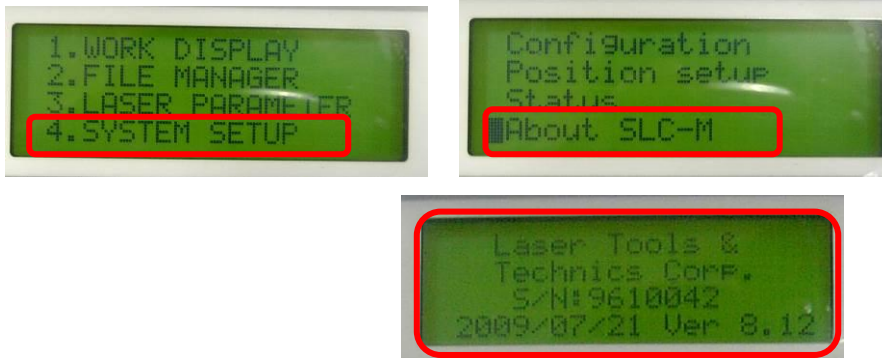 1.WORK DISPLAY
2.FILE MANAGER
3.LASER PARAMETER
4.SYSTEM SETUP
Configuration
Position setup
Status
About SLC-M
Laser Tools &
Technics Corp.
S/N:9610042
2009/07/21 Ver 8.12